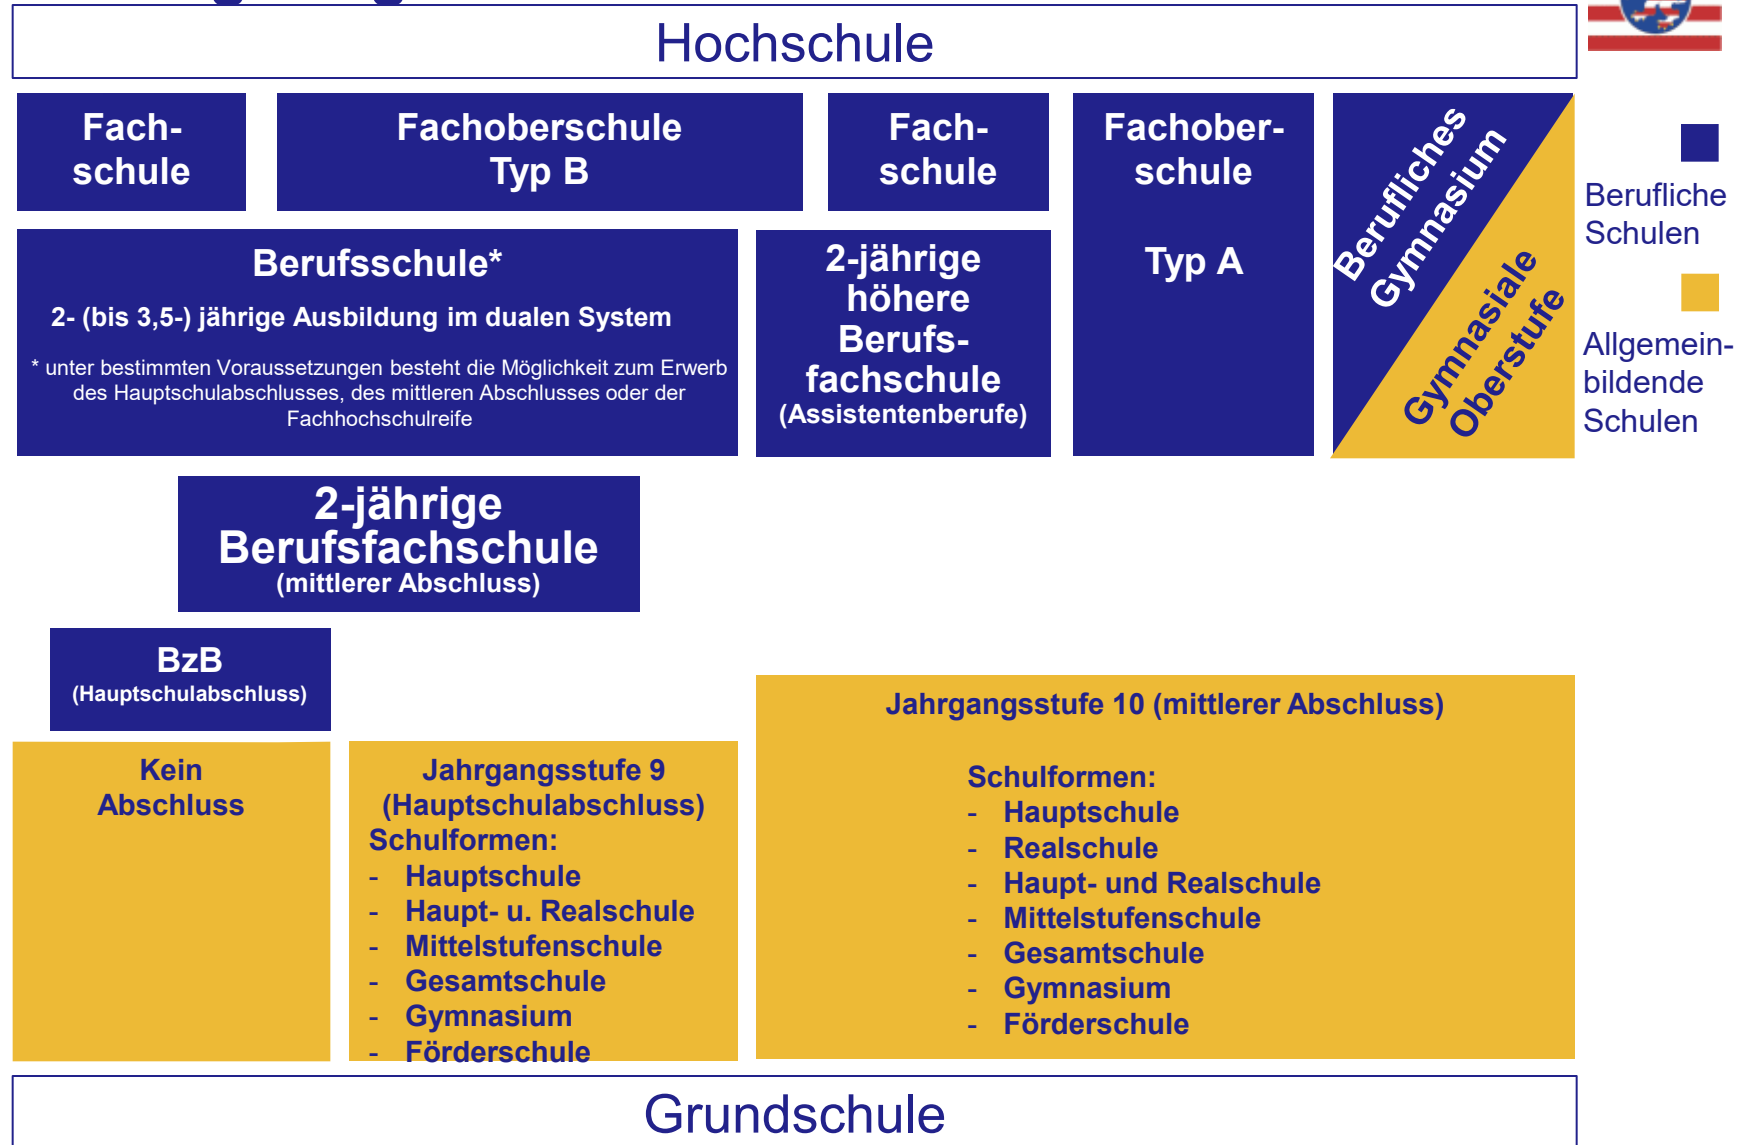 Hochschule
Fach-
schule
Fachoberschule
Typ B
Fach-
schule
Fachober-
schule
Typ A
Berufliches
Gymnasium
Gymnasiale
Oberstufe
Berufliche
Schulen
Allgemein-
bildende
Schulen
Berufsschule*
2- (bis 3,5-) jährige Ausbildung im dualen System
* unter bestimmten Voraussetzungen besteht die Möglichkeit zum Erwerb
des Hauptschulabschlusses, des mittleren Abschlusses oder der
Fachhochschulreife
2-jährige
höhere
Berufs-
fachschule
(Assistentenberufe)
2-jährige
Berufsfachschule
(mittlerer Abschluss)
BzB
(Hauptschulabschluss)
Kein
Abschluss
Jahrgangsstufe 9
(Hauptschulabschluss)
Schulformen:
- Hauptschule
- Haupt- u. Realschule
- Mittelstufenschule
- Gesamtschule
- Gymnasium
- Förderschule
Jahrgangsstufe 10 (mittlerer Abschluss)
Schulformen:
- Hauptschule
- Realschule
- Haupt- und Realschule
- Mittelstufenschule
- Gesamtschule
- Gymnasium
- Förderschule
Grundschule